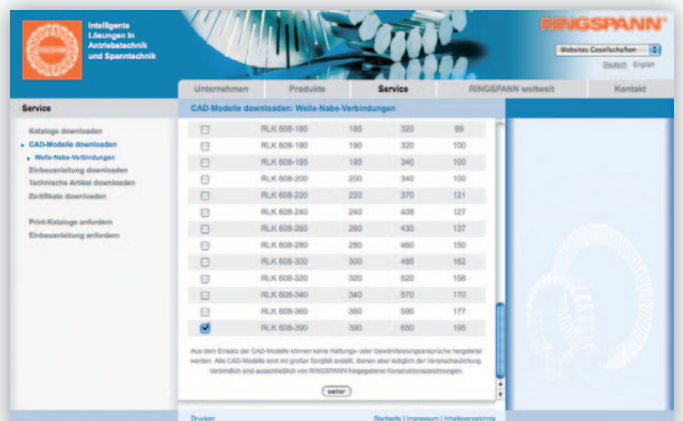 Intelligente
Lösungen in
Antriebstechnik
und Spanntechnik
RINGSPANN
RINGSPANN®
Websites Gesellschaften
Deutsch English
Unternehmen Produkte Service RINGSPANN weltweit Kontakt
Service
CAD-Modelle downloaden: Welle-Nabe-Verbindungen
Kataloge downloaden
CAD-Modelle downloaden
Welle-Nabe-Verbindungen
Einbauanleitung downloaden
Technische Artikel downloaden
Zertifikate downloaden
Print-Kataloge anfordern
Einbauanleitung anfordern
RLK 608-185 185 320 99
RLK 608-190 190 320 100
RLK 608-195 195 340 100
RLK 608-200 200 340 100
RLK 608-220 220 370 121
RLK 608-240 240 405 127
RLK 608-260 260 430 137
RLK 608-280 280 460 150
RLK 608-300 300 485 162
RLK 608-320 320 520 158
RLK 608-340 340 570 170
RLK 608-360 360 590 177
RLK 608-390 390 650 195
Aus dem Einsatz der CAD-Modelle können keine Haftungs- oder Gewährleistungsansprüche hergeleitet
werden. Alle CAD-Modelle sind mit großer Sorgfalt erstellt, dienen aber lediglich der Veranschaulichung.
Verbindlich sind ausschließlich von RINGSPANN freigegebene Konstruktionszeichnungen.
weiter
Drucken
Startseite | Impressum | Inhaltsverzeichnis